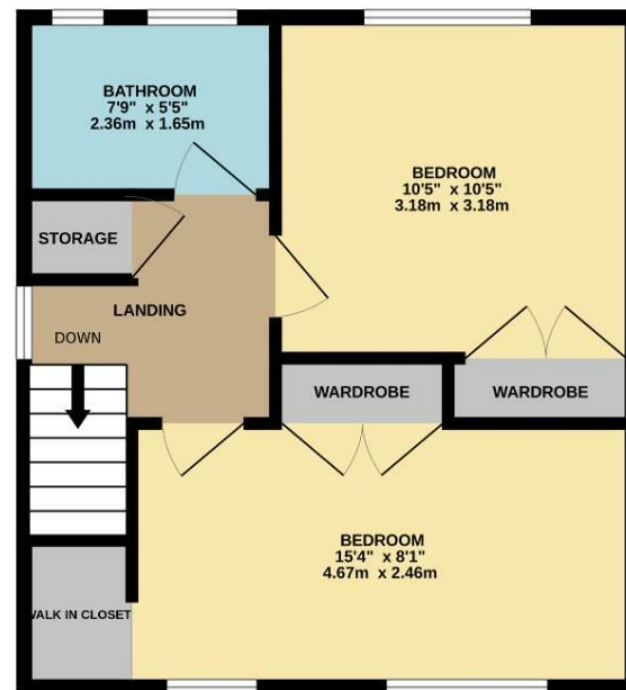 BATHROOM
7'9" x 5'5"
2.36m x 1.65m
BEDROOM
10'5" x 10'5"
3.18m x 3.18m
STORAGE
LANDING
DOWN
WARDROBE
WARDROBE
BEDROOM
15'4" x 8'1"
4.67m x 2.46m
WALK IN CLOSET